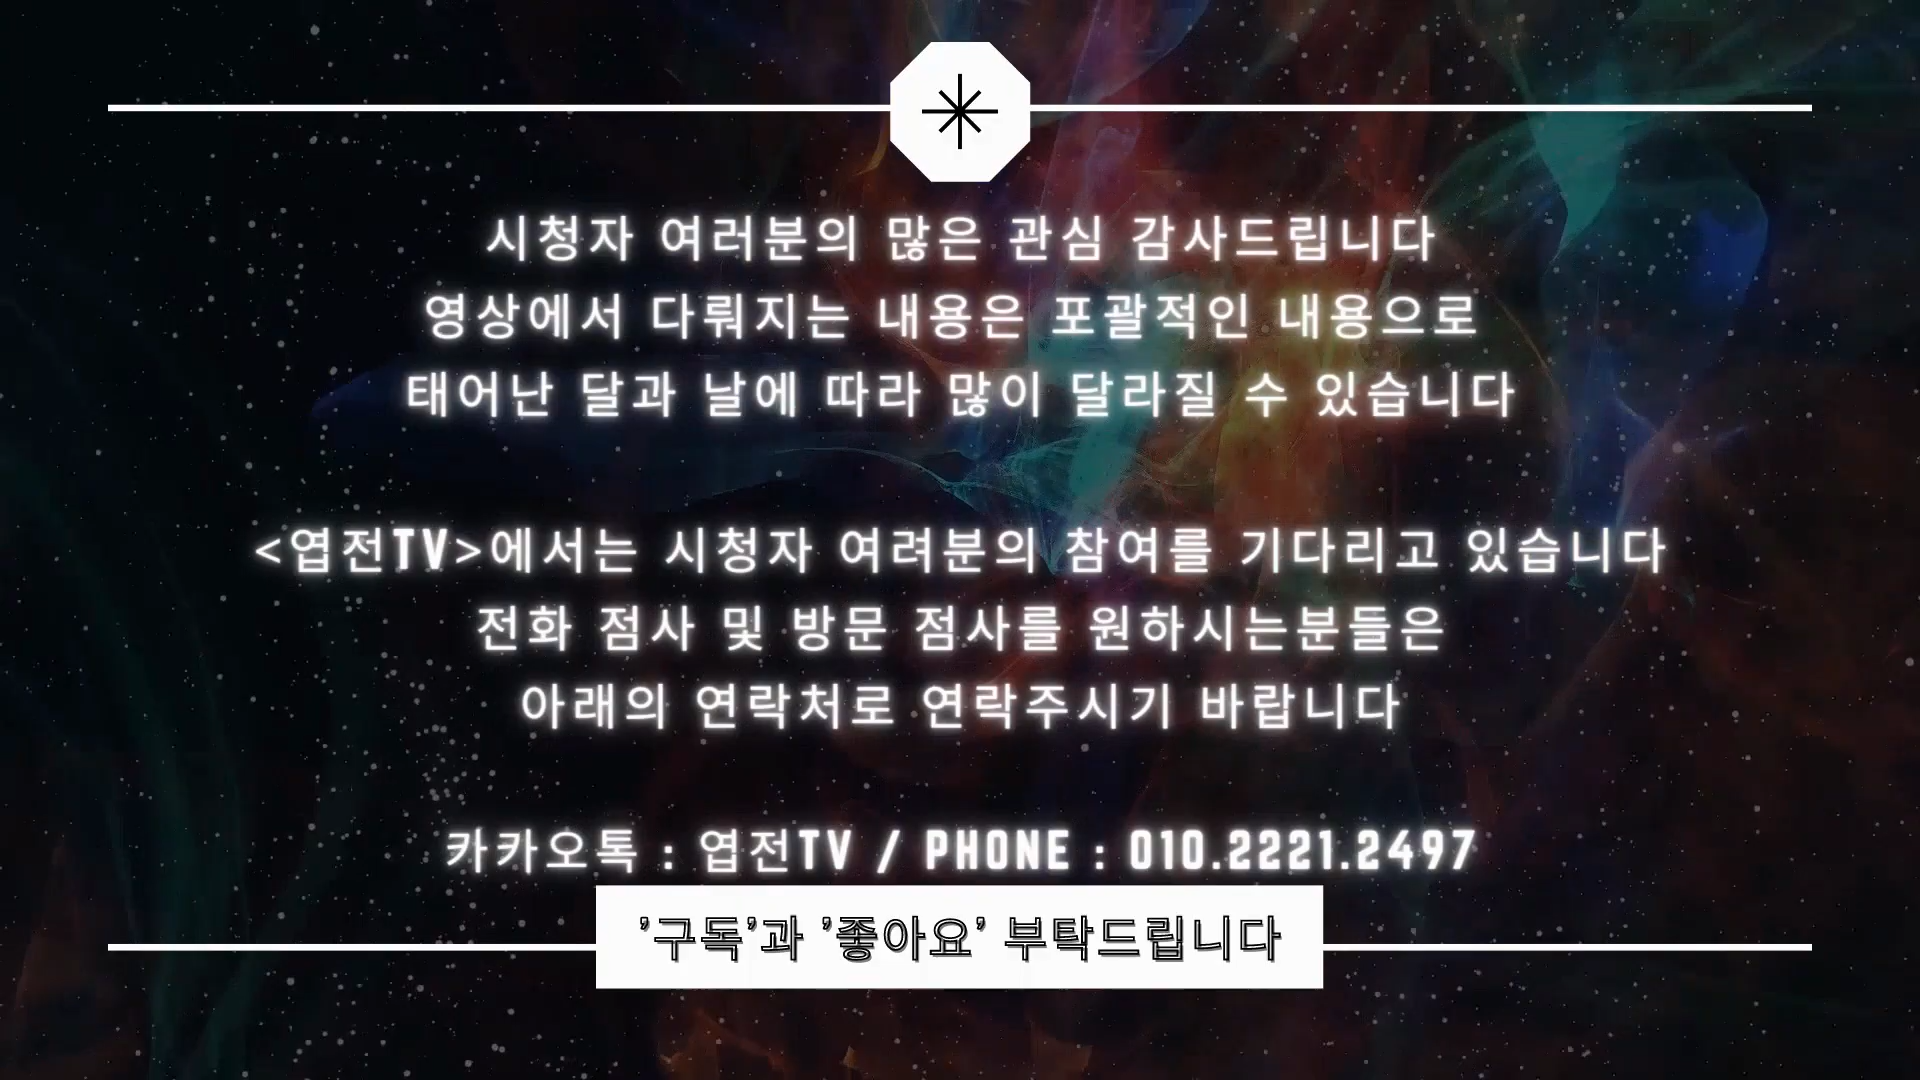 시청자 여러분의 많은 관심 감사드립니다
영상에서 다뤄지는 내용은 포괄적인 내용으로
태어난 달과 날에 따라 많이 달라질 수 있습니다
<엽전TV>에서는 시청자 여려분의 참여를 기다리고 있습니다
전화 점사 및 방문 점사를 원하시는분들은
아래의 연락처로 연락주시기 바랍니다
카카오톡 : 엽전TV / PHONE : 010.2221.2497
'구독'과 '좋아요' 부탁드립니다